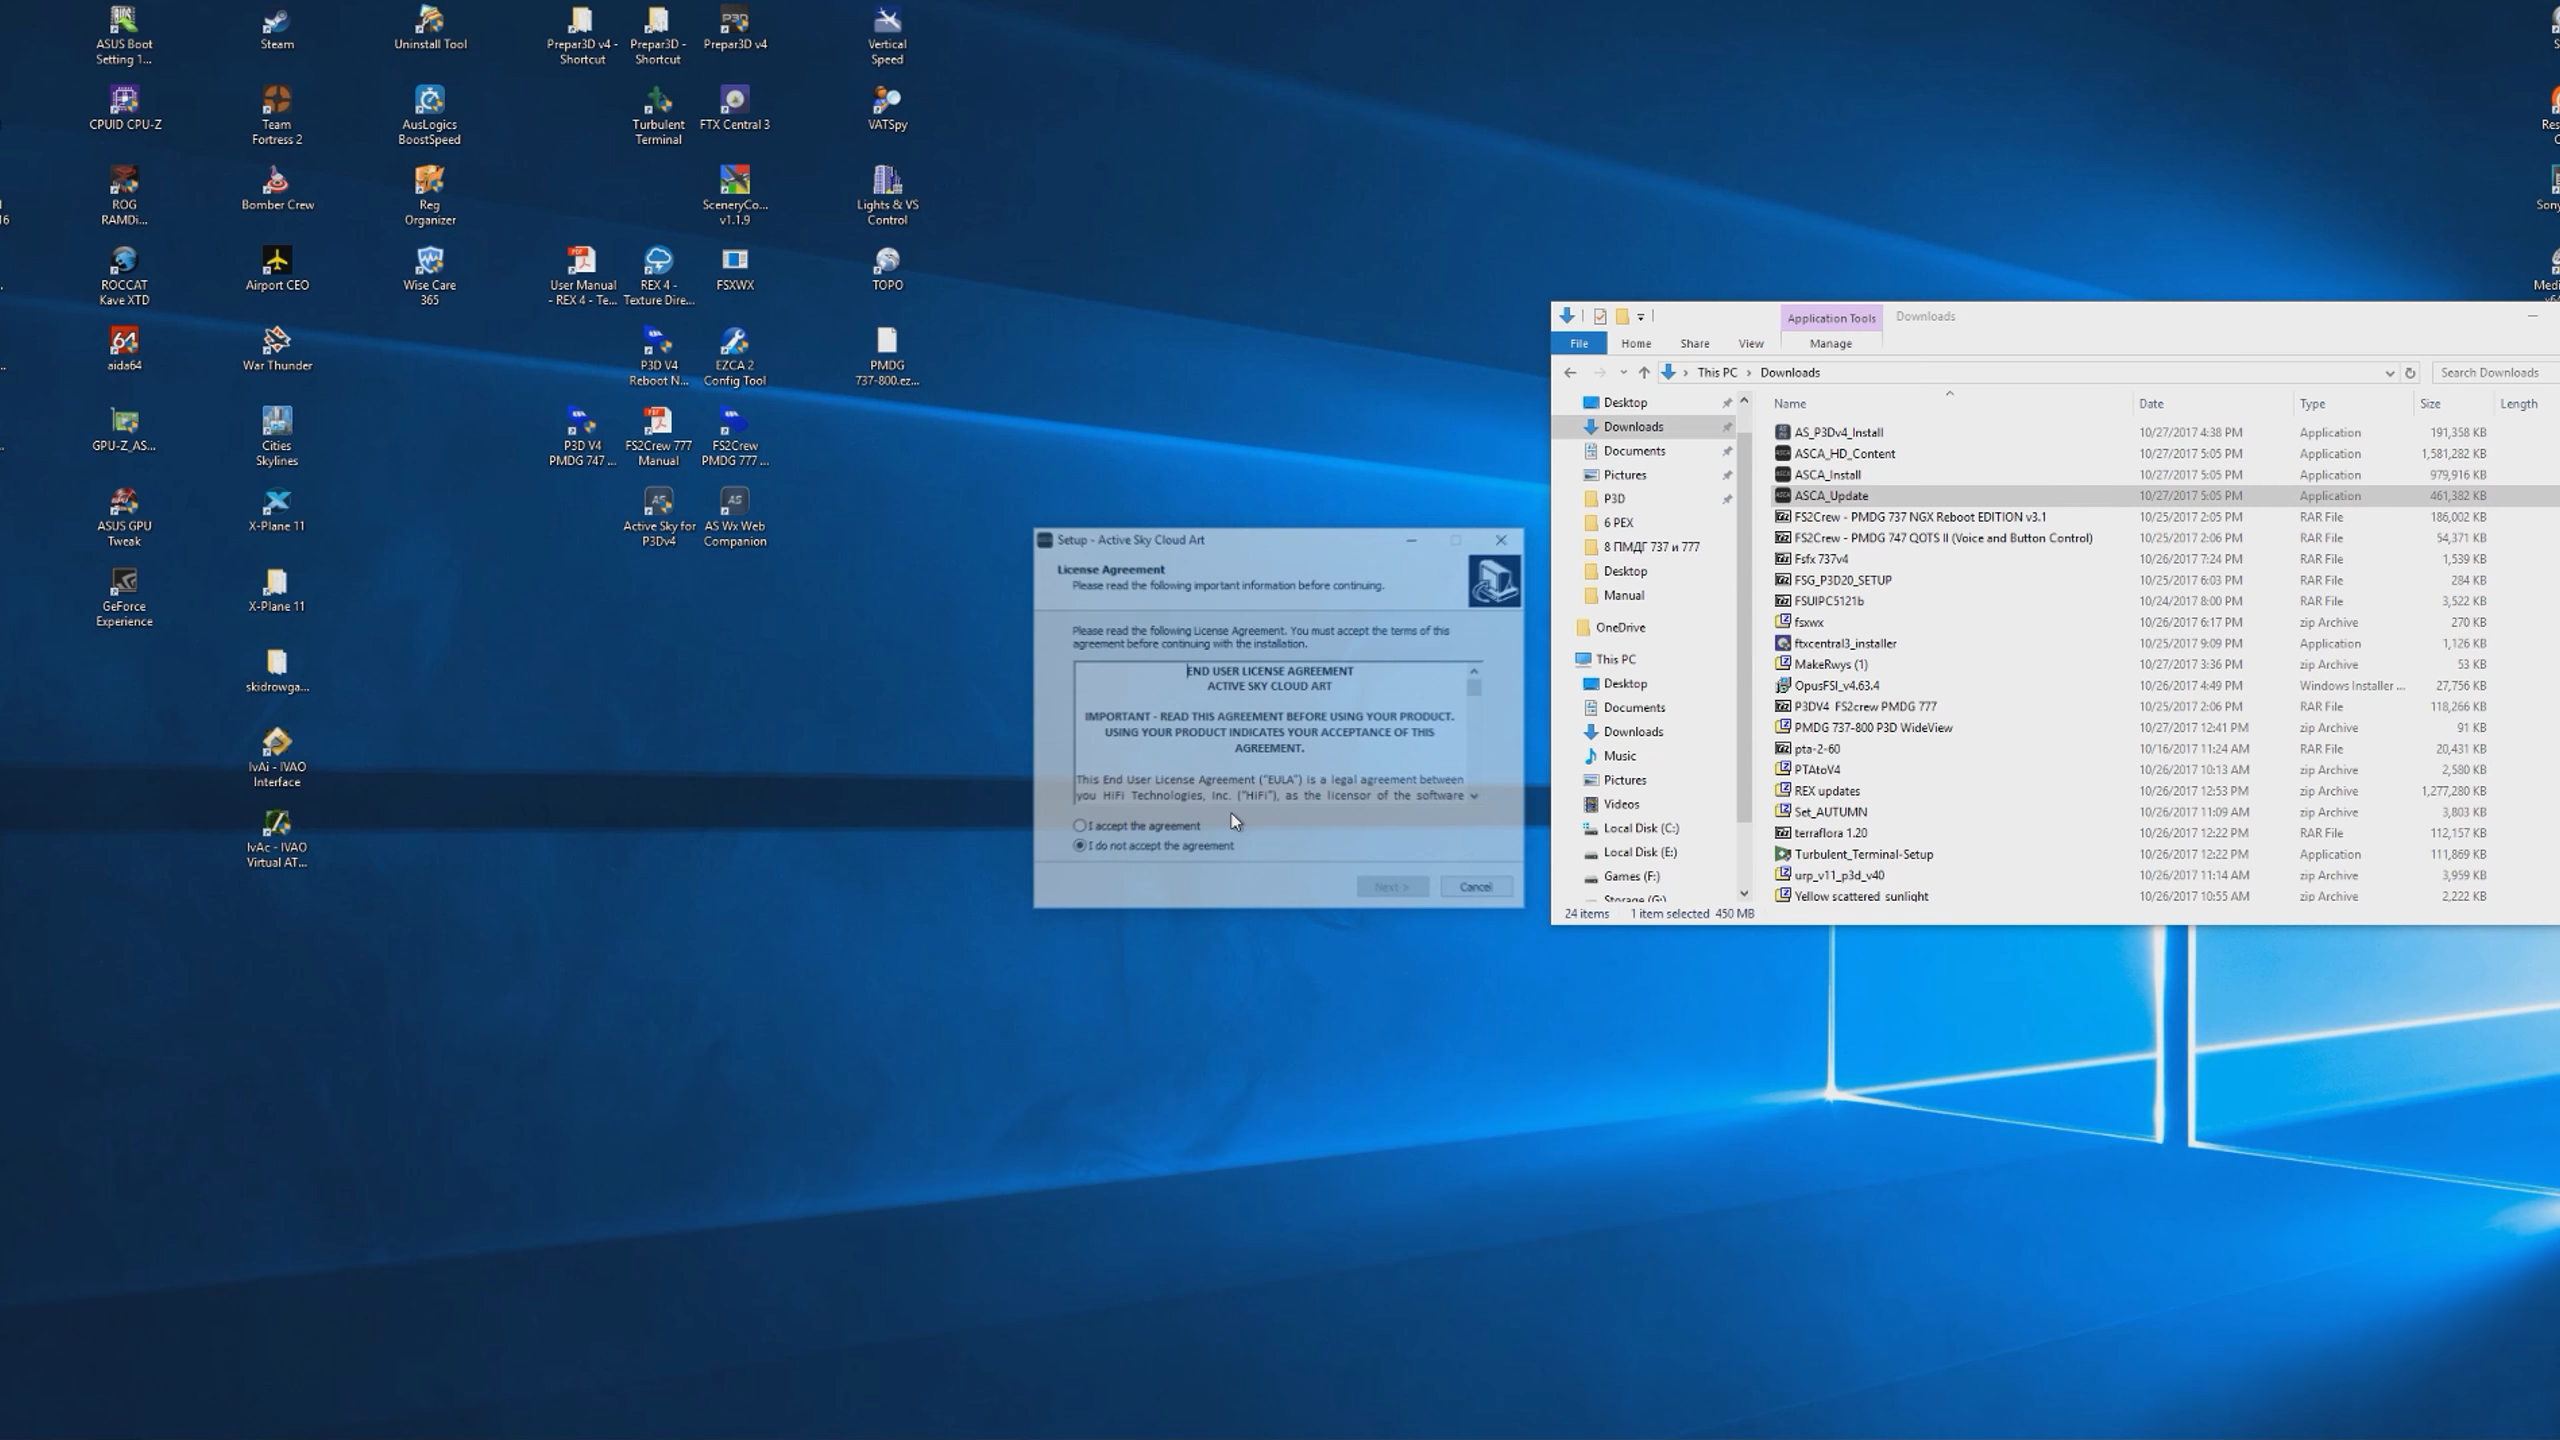 ASUS Boot
Setting 1...
Steam
Uninstall Tool
Prepar3D v4 -
Shortcut
Prepar3D -
Shortcut
Prepar3D v4
Vertical
Speed
CPUID CPU-Z
Team
Fortress 2
AusLogics
BoostSpeed
Turbulent
Terminal
FTX Central 3
VATSpy
ROG
RAMDi...
Bomber Crew
Reg
Organizer
SceneryCo...
v1.1.9
Lights & VS
Control
ROCCAT
Kave XTD
Airport CEO
Wise Care
365
User Manual
- REX 4 - Te...
REX 4 -
Texture Dire...
FSXWX
TOPO
aida64
War Thunder
P3D V4
Reboot N...
EZCA 2
Config Tool
PMDG
737-800.ez...
GPU-Z_AS...
Cities
Skylines
P3D V4
PMDG 747 ...
FS2Crew 777
Manual
FS2Crew
PMDG 777 ...
ASUS GPU
Tweak
X-Plane 11
Active Sky for
P3Dv4
AS Wx Web
Companion
GeForce
Experience
X-Plane 11
skidrowga...
IvAi - IVAO
Interface
IvAc - IVAO
Virtual AT...
Setup - Active Sky Cloud Art
License Agreement
Please read the following important information before continuing.
Please read the following License Agreement. You must accept the terms of this
agreement before continuing with the installation.
END USER LICENSE AGREEMENT
ACTIVE SKY CLOUD ART
IMPORTANT - READ THIS AGREEMENT BEFORE USING YOUR PRODUCT.
USING YOUR PRODUCT INDICATES YOUR ACCEPTANCE OF THIS
AGREEMENT.
This End User License Agreement ("EULA") is a legal agreement between
you HiFi Technologies, Inc. ("HiFi"), as the licensor of the software
I accept the agreement
I do not accept the agreement
Next >
Cancel
Application Tools
Downloads
File
Home
Share
View
Manage
This PC
Downloads
Search Downloads
Desktop
Downloads
Documents
Pictures
P3D
6 PEX
8 ПМДГ 737 и 777
Desktop
Manual
OneDrive
This PC
Desktop
Documents
Downloads
Music
Pictures
Videos
Local Disk (C:)
Local Disk (E:)
Games (F:)
Storage (G:)
Name Date Type Size Length
AS_P3Dv4_Install 10/27/2017 4:38 PM Application 191,358 KB
ASCA_HD_Content 10/27/2017 5:05 PM Application 1,581,282 KB
ASCA_Install 10/27/2017 5:05 PM Application 979,916 KB
ASCA_Update 10/27/2017 5:05 PM Application 461,382 KB
FS2Crew - PMDG 737 NGX Reboot EDITION v3.1 10/25/2017 2:05 PM RAR File 186,002 KB
FS2Crew - PMDG 747 QOTS II (Voice and Button Control) 10/25/2017 2:06 PM RAR File 54,371 KB
Fsfx 737v4 10/26/2017 7:24 PM RAR File 1,539 KB
FSG_P3D20_SETUP 10/25/2017 6:03 PM RAR File 284 KB
FSUIPC5121b 10/24/2017 8:00 PM RAR File 3,522 KB
fsxwx 10/26/2017 6:17 PM zip Archive 270 KB
ftxcentral3_installer 10/25/2017 9:09 PM Application 1,126 KB
MakeRwys (1) 10/27/2017 3:36 PM zip Archive 53 KB
OpusFSI_v4.63.4 10/26/2017 4:49 PM Windows Installer ... 27,756 KB
P3DV4 FS2crew PMDG 777 10/25/2017 2:06 PM RAR File 118,266 KB
PMDG 737-800 P3D WideView 10/27/2017 12:41 PM zip Archive 91 KB
pta-2-60 10/16/2017 11:24 AM RAR File 20,431 KB
PTAtoV4 10/26/2017 10:13 AM zip Archive 2,580 KB
REX updates 10/26/2017 12:53 PM zip Archive 1,277,280 KB
Set_AUTUMN 10/26/2017 11:09 AM zip Archive 3,803 KB
terraflora 1.20 10/26/2017 12:22 PM RAR File 112,157 KB
Turbulent_Terminal-Setup 10/26/2017 12:22 PM Application 111,869 KB
urp_v11_p3d_v40 10/26/2017 11:14 AM zip Archive 3,959 KB
Yellow scattered sunlight 10/26/2017 10:55 AM zip Archive 2,222 KB
24 items 1 item selected 450 MB